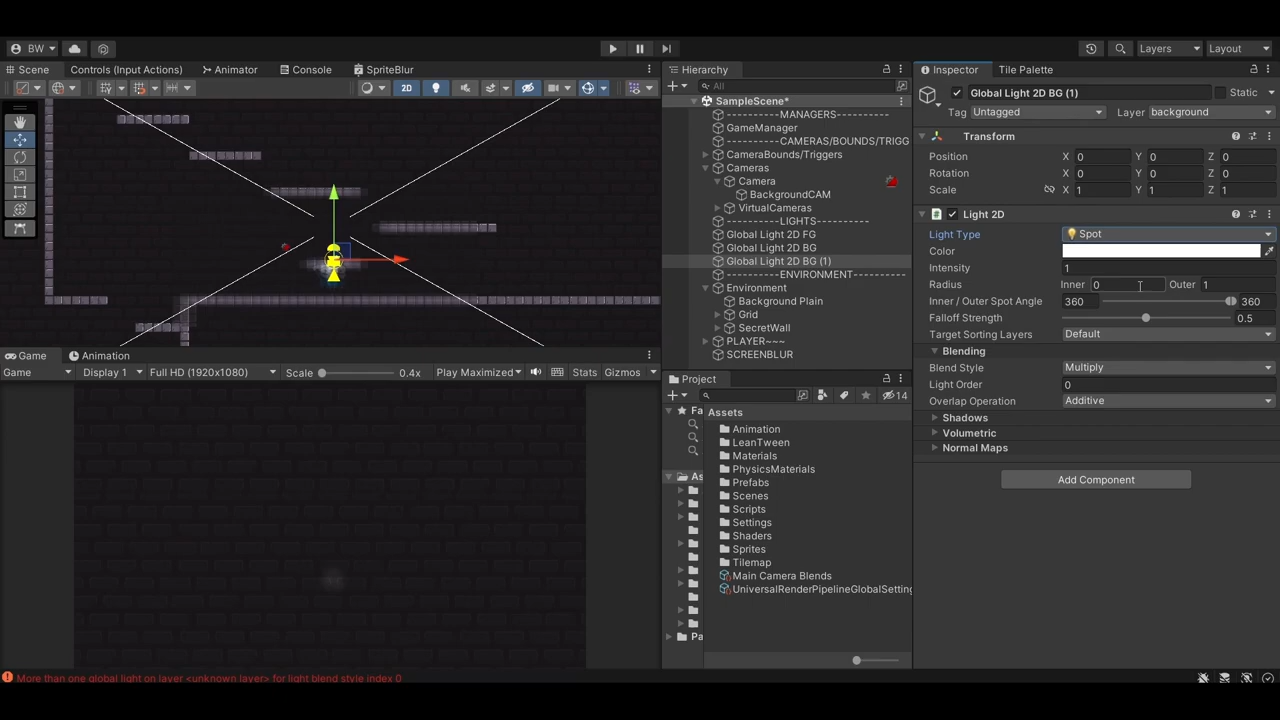 BW
Layers
Layout
Scene
Controls (Input Actions)
Animator
Console
SpriteBlur
2D
Hierarchy
All
SampleScene*
----------MANAGERS----------
GameManager
----------CAMERAS/BOUNDS/TRIGG
CameraBounds/Triggers
Cameras
Camera
BackgroundCAM
VirtualCameras
----------LIGHTS----------
Global Light 2D FG
Global Light 2D BG
Global Light 2D BG (1)
----------ENVIRONMENT----------
Environment
Background Plain
Grid
SecretWall
PLAYER~~~
SCREENBLUR
Inspector
Tile Palette
Global Light 2D BG (1)
Static
Tag Untagged
Layer background
Transform
Position X 0 Y 0 Z 0
Rotation X 0 Y 0 Z 0
Scale X 1 Y 1 Z 1
Light 2D
Light Type Spot
Color
Intensity 1
Radius Inner 0 Outer 1
Inner / Outer Spot Angle 360 360
Falloff Strength 0.5
Target Sorting Layers Default
Blending
Blend Style Multiply
Light Order 0
Overlap Operation Additive
Shadows
Volumetric
Normal Maps
Add Component
Game
Animation
Game
Display 1
Full HD (1920x1080)
Scale 0.4x
Play Maximized
Stats
Gizmos
Project
14
Fa
As
Pa
Assets
Animation
LeanTween
Materials
PhysicsMaterials
Prefabs
Scenes
Scripts
Settings
Shaders
Sprites
Tilemap
Main Camera Blends
UniversalRenderPipelineGlobalSetting
More than one global light on layer <unknown layer> for light blend style index 0